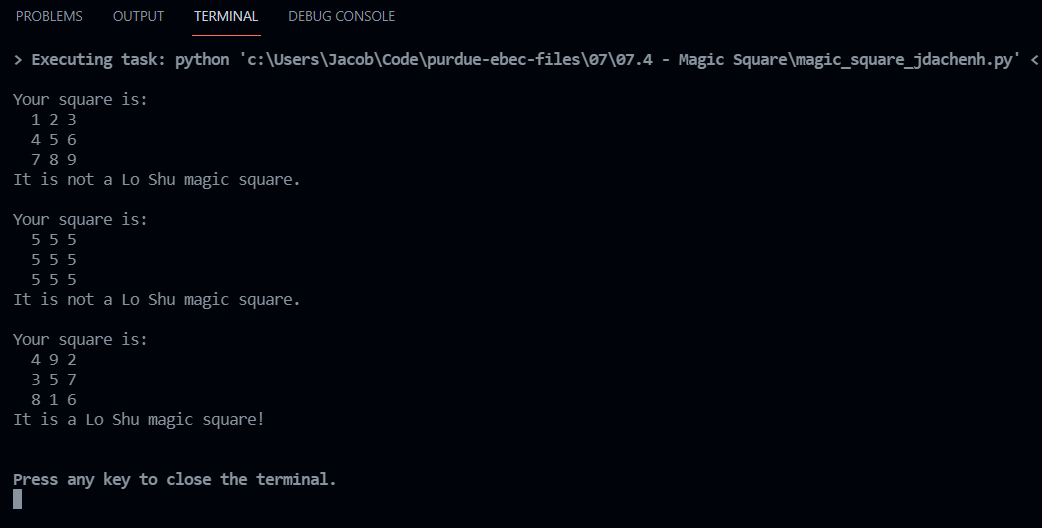 PROBLEMS OUTPUT TERMINAL DEBUG CONSOLE
> Executing task: python 'c:\Users\Jacob\Code\purdue-ebec-files\07\07.4 - Magic Square\magic_square_jdachenh.py' <
Your square is:
1 2 3
4 5 6
7 8 9
It is not a Lo Shu magic square.
Your square is:
5 5 5
5 5 5
5 5 5
It is not a Lo Shu magic square.
Your square is:
4 9 2
3 5 7
8 1 6
It is a Lo Shu magic square!
Press any key to close the terminal.